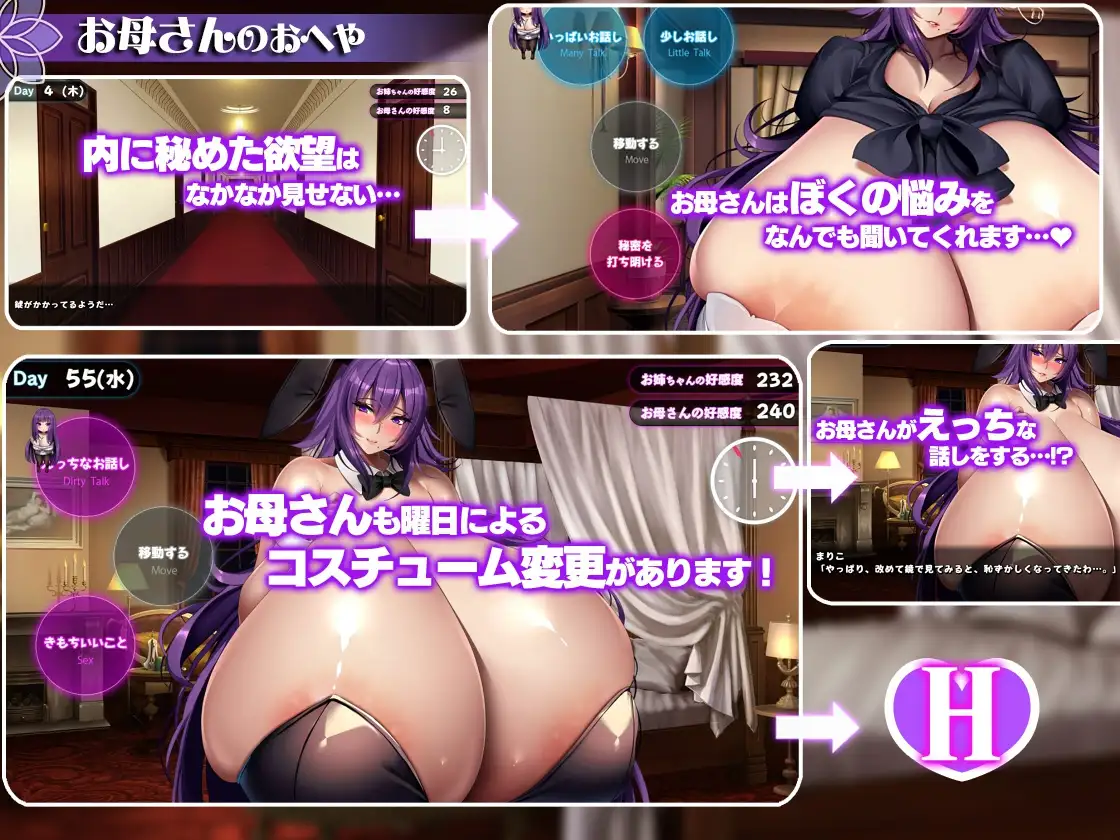 お母さんのおへや
Day 4 (木)
お姉ちゃんの好感度 26
お母さんの好感度 8
内に秘めた欲望は
なかなか見せない…
鍵がかかってるようだ…
っぱいお話し
Many Talk
少しお話し
Little Talk
移動する
Move
秘密を
打ち明ける
お母さんはぼくの悩みを
なんでも聞いてくれます…♥
Day 55(水)
お姉ちゃんの好感度 232
お母さんの好感度 240
っちなお話し
Dirty Talk
移動する
Move
きもちいいこと
Sex
お母さんも曜日による
コスチューム変更があります！
お母さんがえっちな
話しをする…!?
まりこ
「やっぱり、改めて鏡で見てみると、恥ずかしくなってきたわ…。」
H